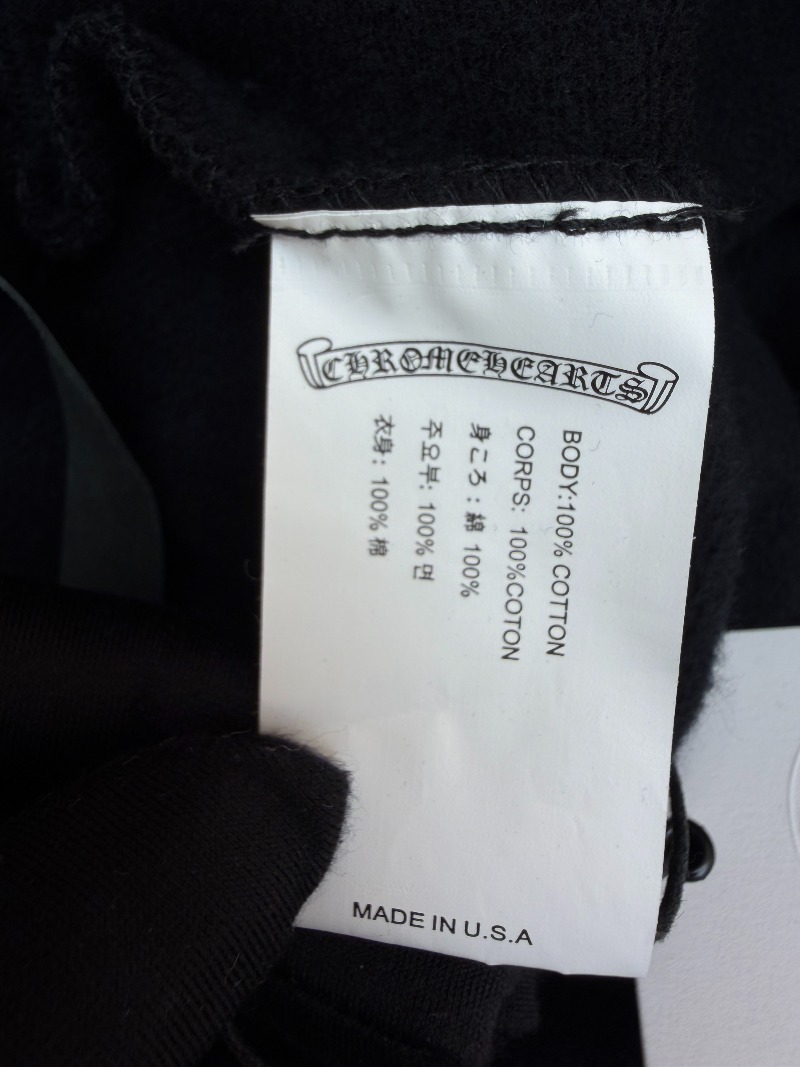 CHROMEHEARTS
BODY:100% COTTON
CORPS: 100%COTON
身ころ : 綿 100%
주요부: 100% 면
衣身: 100% 棉
MADE IN U.S.A